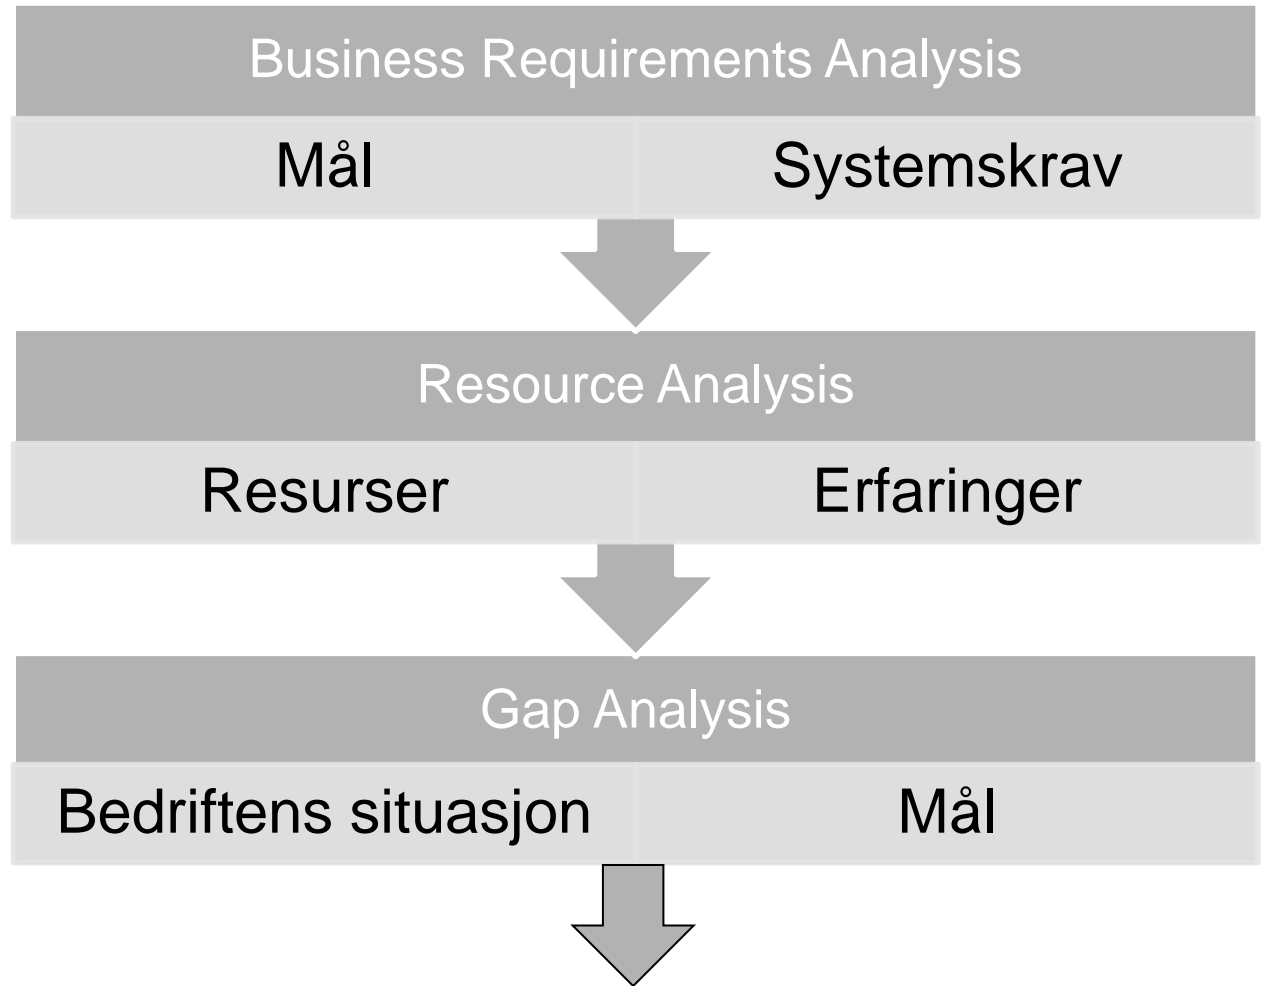 Business Requirements Analysis
Mål Systemskrav
Resource Analysis
Resurser Erfaringer
Gap Analysis
Bedriftens situasjon Mål